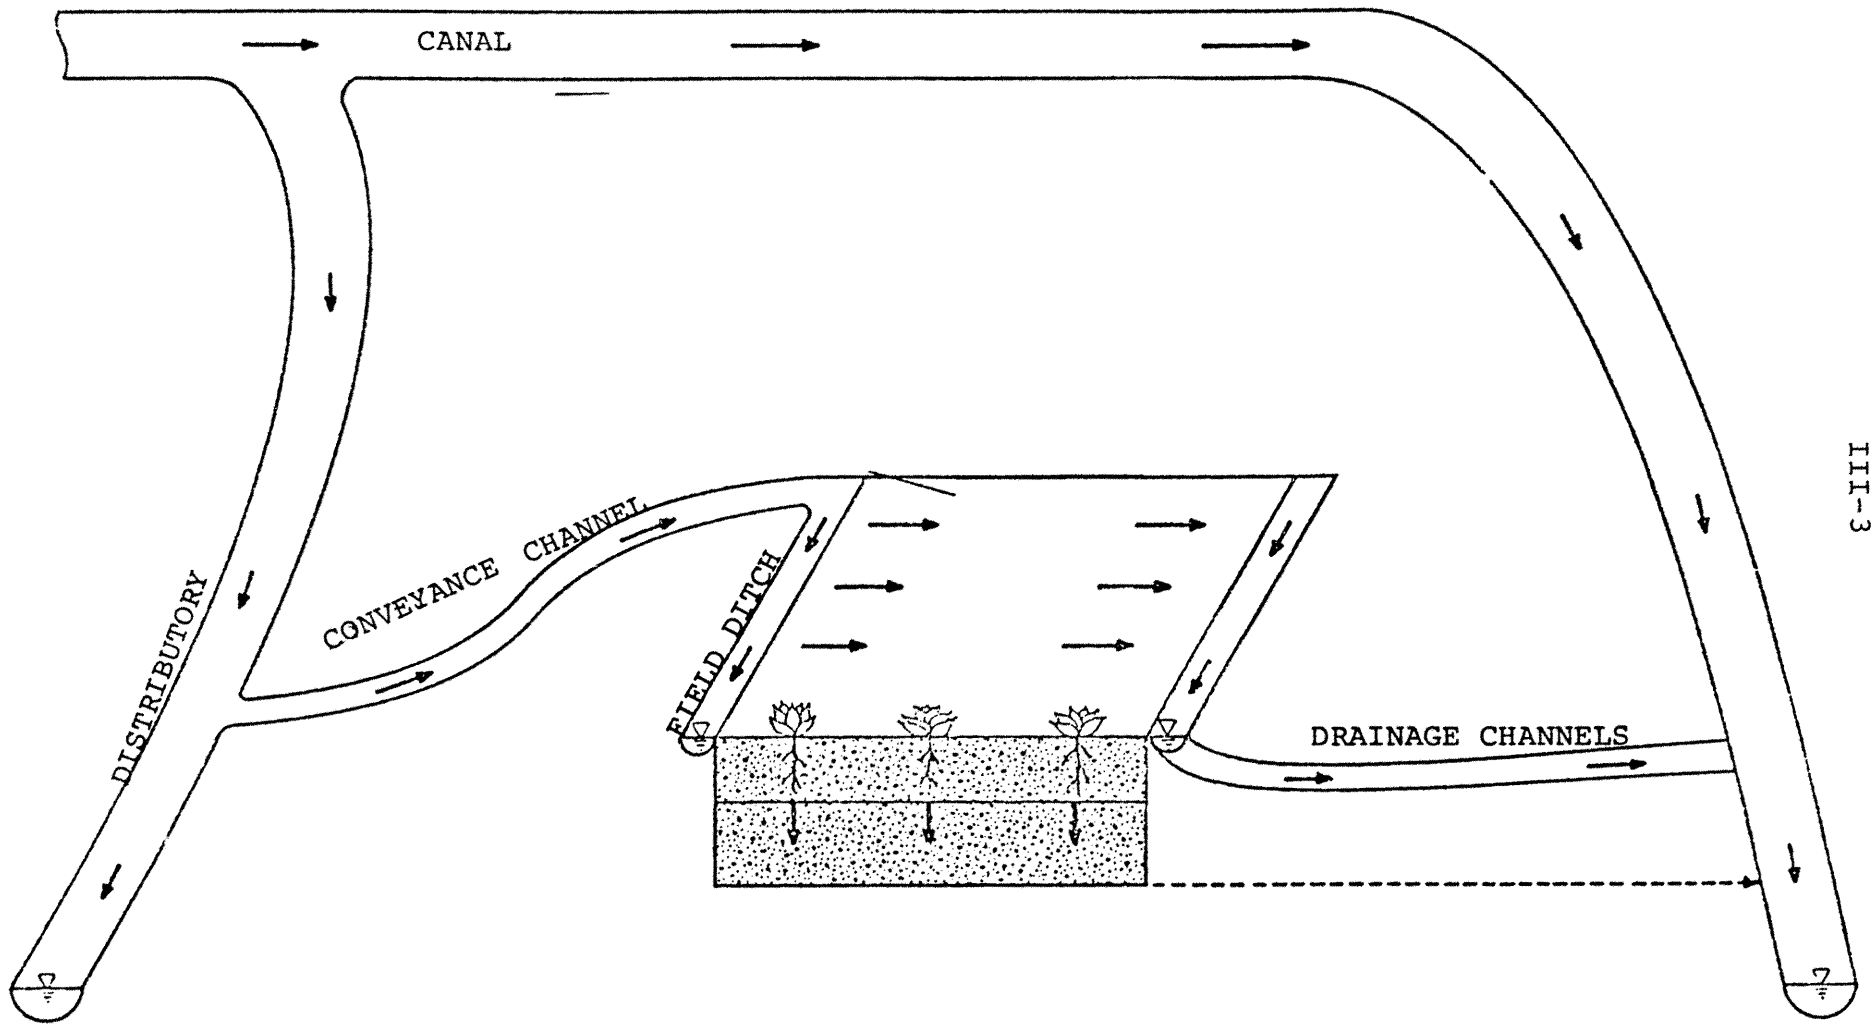 CANAL
III-3
CONVEYANCE CHANNEL
FIELD DITCH
DISTRIBUTORY
DRAINAGE CHANNELS